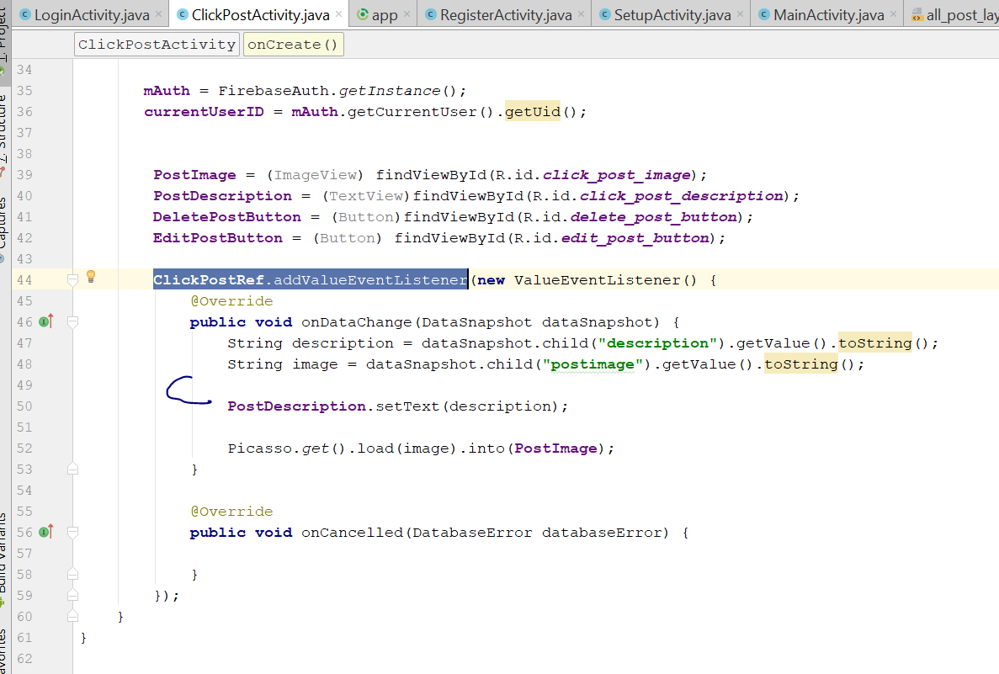 LoginActivity.java ClickPostActivity.java app RegisterActivity.java SetupActivity.java MainActivity.java all_post_lay
ClickPostActivity onCreate()
34
35 mAuth = FirebaseAuth.getInstance();
36 currentUserID = mAuth.getCurrentUser().getUid();
37
38
39 PostImage = (ImageView) findViewById(R.id.click_post_image);
40 PostDescription = (TextView)findViewById(R.id.click_post_description);
41 DeletePostButton = (Button)findViewById(R.id.delete_post_button);
42 EditPostButton = (Button) findViewById(R.id.edit_post_button);
43
44 ClickPostRef.addValueEventListener(new ValueEventListener() {
45 @Override
46 public void onDataChange(DataSnapshot dataSnapshot) {
47 String description = dataSnapshot.child("description").getValue().toString();
48 String image = dataSnapshot.child("postimage").getValue().toString();
49
50 PostDescription.setText(description);
51
52 Picasso.get().load(image).into(PostImage);
53 }
54
55 @Override
56 public void onCancelled(DatabaseError databaseError) {
57
58 }
59 });
60 }
61 }
62
1: Project
7: Structure
Captures
Build Variants